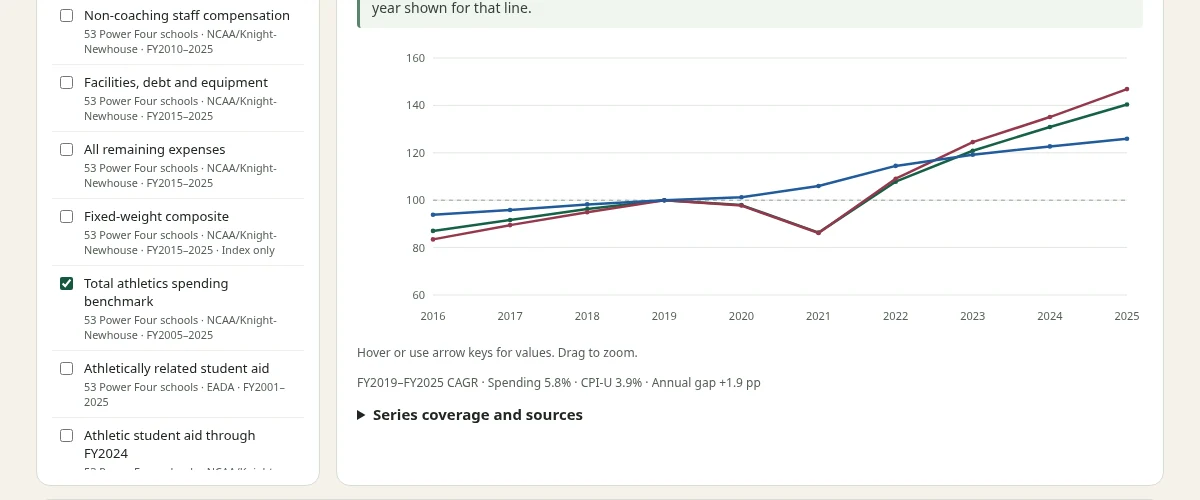 Non-coaching staff compensation
53 Power Four schools · NCAA/Knight-
Newhouse · FY2010–2025
Facilities, debt and equipment
53 Power Four schools · NCAA/Knight-
Newhouse · FY2015–2025
All remaining expenses
53 Power Four schools · NCAA/Knight-
Newhouse · FY2015–2025
Fixed-weight composite
53 Power Four schools · NCAA/Knight-
Newhouse · FY2015–2025 · Index only
Total athletics spending
benchmark
53 Power Four schools · NCAA/Knight-
Newhouse · FY2005–2025
Athletically related student aid
53 Power Four schools · EADA · FY2001–
2025
Athletic student aid through
FY2024
year shown for that line.
160
140
120
100
80
60
2016 2017 2018 2019 2020 2021 2022 2023 2024 2025
Hover or use arrow keys for values. Drag to zoom.
FY2019–FY2025 CAGR · Spending 5.8% · CPI-U 3.9% · Annual gap +1.9 pp
Series coverage and sources